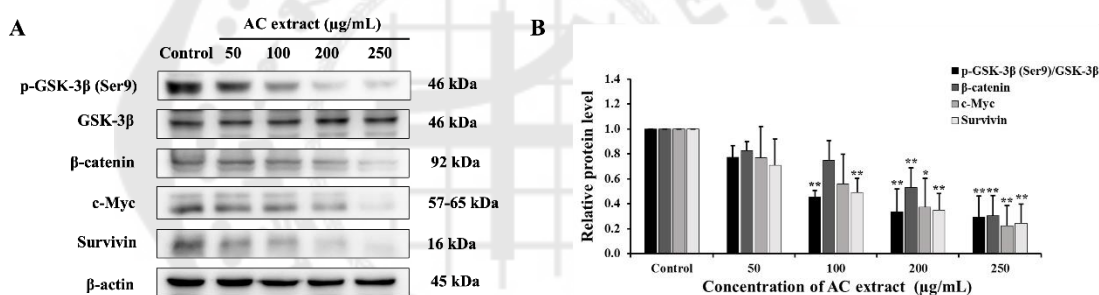 A
AC extract (µg/mL)
Control 50 100 200 250
p-GSK-3β (Ser9) 46 kDa
GSK-3β 46 kDa
β-catenin 92 kDa
c-Myc 57-65 kDa
Survivin 16 kDa
β-actin 45 kDa
B
p-GSK-3β (Ser9)/GSK-3β
β-catenin
c-Myc
Survivin
Relative protein level
1.4
1.2
1.0
0.8
0.6
0.4
0.2
0.0
** **
** ** * **
** ** ** **
Control 50 100 200 250
Concentration of AC extract (µg/mL)